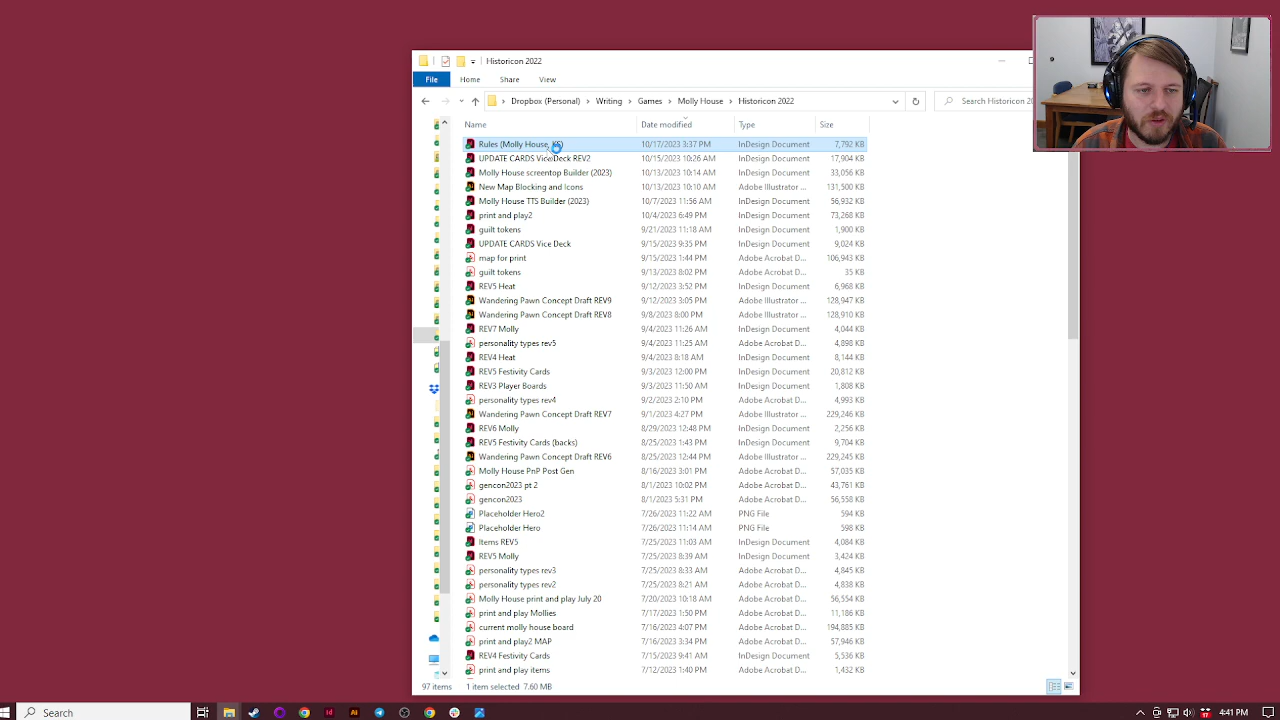 Historicon 2022
File Home Share View
Dropbox (Personal) Writing Games Molly House Historicon 2022 Search Historicon 20
Name Date modified Type Size
Rules (Molly House, 10/17/2023 3:37 PM InDesign Document 7,792 KB
UPDATE CARDS Vice Deck REV2 10/15/2023 10:26 AM InDesign Document 17,904 KB
Molly House screentop Builder (2023) 10/13/2023 10:14 AM InDesign Document 33,056 KB
New Map Blocking and Icons 10/13/2023 10:10 AM Adobe Illustrator ... 131,500 KB
Molly House TTS Builder (2023) 10/7/2023 11:56 AM InDesign Document 56,932 KB
print and play2 10/4/2023 6:49 PM InDesign Document 73,268 KB
guilt tokens 9/21/2023 11:18 AM InDesign Document 1,900 KB
UPDATE CARDS Vice Deck 9/15/2023 9:35 PM InDesign Document 9,024 KB
map for print 9/15/2023 1:44 PM Adobe Acrobat D... 106,943 KB
guilt tokens 9/13/2023 8:02 PM Adobe Acrobat D... 35 KB
REV5 Heat 9/12/2023 3:52 PM InDesign Document 6,968 KB
Wandering Pawn Concept Draft REV9 9/12/2023 3:05 PM Adobe Illustrator ... 128,947 KB
Wandering Pawn Concept Draft REV8 9/8/2023 8:00 PM Adobe Illustrator ... 128,910 KB
REV7 Molly 9/4/2023 11:26 AM InDesign Document 4,044 KB
personality types rev5 9/4/2023 11:25 AM Adobe Acrobat D... 4,898 KB
REV4 Heat 9/4/2023 8:18 AM InDesign Document 8,144 KB
REV5 Festivity Cards 9/3/2023 12:00 PM InDesign Document 20,812 KB
REV3 Player Boards 9/3/2023 11:50 AM InDesign Document 1,808 KB
personality types rev4 9/2/2023 2:10 PM Adobe Acrobat D... 4,993 KB
Wandering Pawn Concept Draft REV7 9/1/2023 4:27 PM Adobe Illustrator ... 229,246 KB
REV6 Molly 8/29/2023 12:48 PM InDesign Document 2,256 KB
REV5 Festivity Cards (backs) 8/25/2023 1:43 PM InDesign Document 9,704 KB
Wandering Pawn Concept Draft REV6 8/25/2023 12:44 PM Adobe Illustrator ... 229,245 KB
Molly House PnP Post Gen 8/16/2023 3:01 PM Adobe Acrobat D... 57,035 KB
gencon2023 pt 2 8/1/2023 10:02 PM Adobe Acrobat D... 43,761 KB
gencon2023 8/1/2023 5:31 PM Adobe Acrobat D... 56,558 KB
Placeholder Hero2 7/26/2023 11:22 AM PNG File 594 KB
Placeholder Hero 7/26/2023 11:14 AM PNG File 598 KB
Items REV5 7/25/2023 11:03 AM InDesign Document 4,084 KB
REV5 Molly 7/25/2023 8:39 AM InDesign Document 3,424 KB
personality types rev3 7/25/2023 8:33 AM Adobe Acrobat D... 4,845 KB
personality types rev2 7/25/2023 8:21 AM Adobe Acrobat D... 4,838 KB
Molly House print and play July 20 7/20/2023 10:18 AM Adobe Acrobat D... 56,554 KB
print and play Mollies 7/17/2023 1:50 PM Adobe Acrobat D... 11,186 KB
current molly house board 7/16/2023 4:07 PM Adobe Acrobat D... 194,885 KB
print and play2 MAP 7/16/2023 3:34 PM Adobe Acrobat D... 57,946 KB
REV4 Festivity Cards 7/15/2023 9:41 AM InDesign Document 5,536 KB
print and play items 7/12/2023 1:40 PM Adobe Acrobat D... 1,432 KB
97 items 1 item selected 7.60 MB
Search 4:41 PM